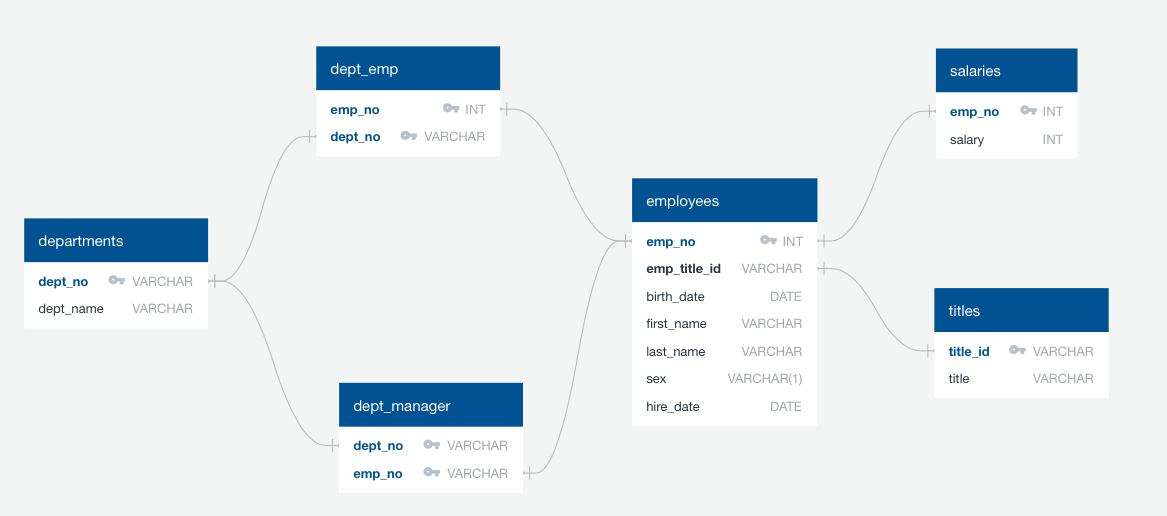 dept_emp
emp_no INT
dept_no VARCHAR
salaries
emp_no INT
salary INT
departments
dept_no VARCHAR
dept_name VARCHAR
employees
emp_no INT
emp_title_id VARCHAR
birth_date DATE
first_name VARCHAR
last_name VARCHAR
sex VARCHAR(1)
hire_date DATE
titles
title_id VARCHAR
title VARCHAR
dept_manager
dept_no VARCHAR
emp_no VARCHAR